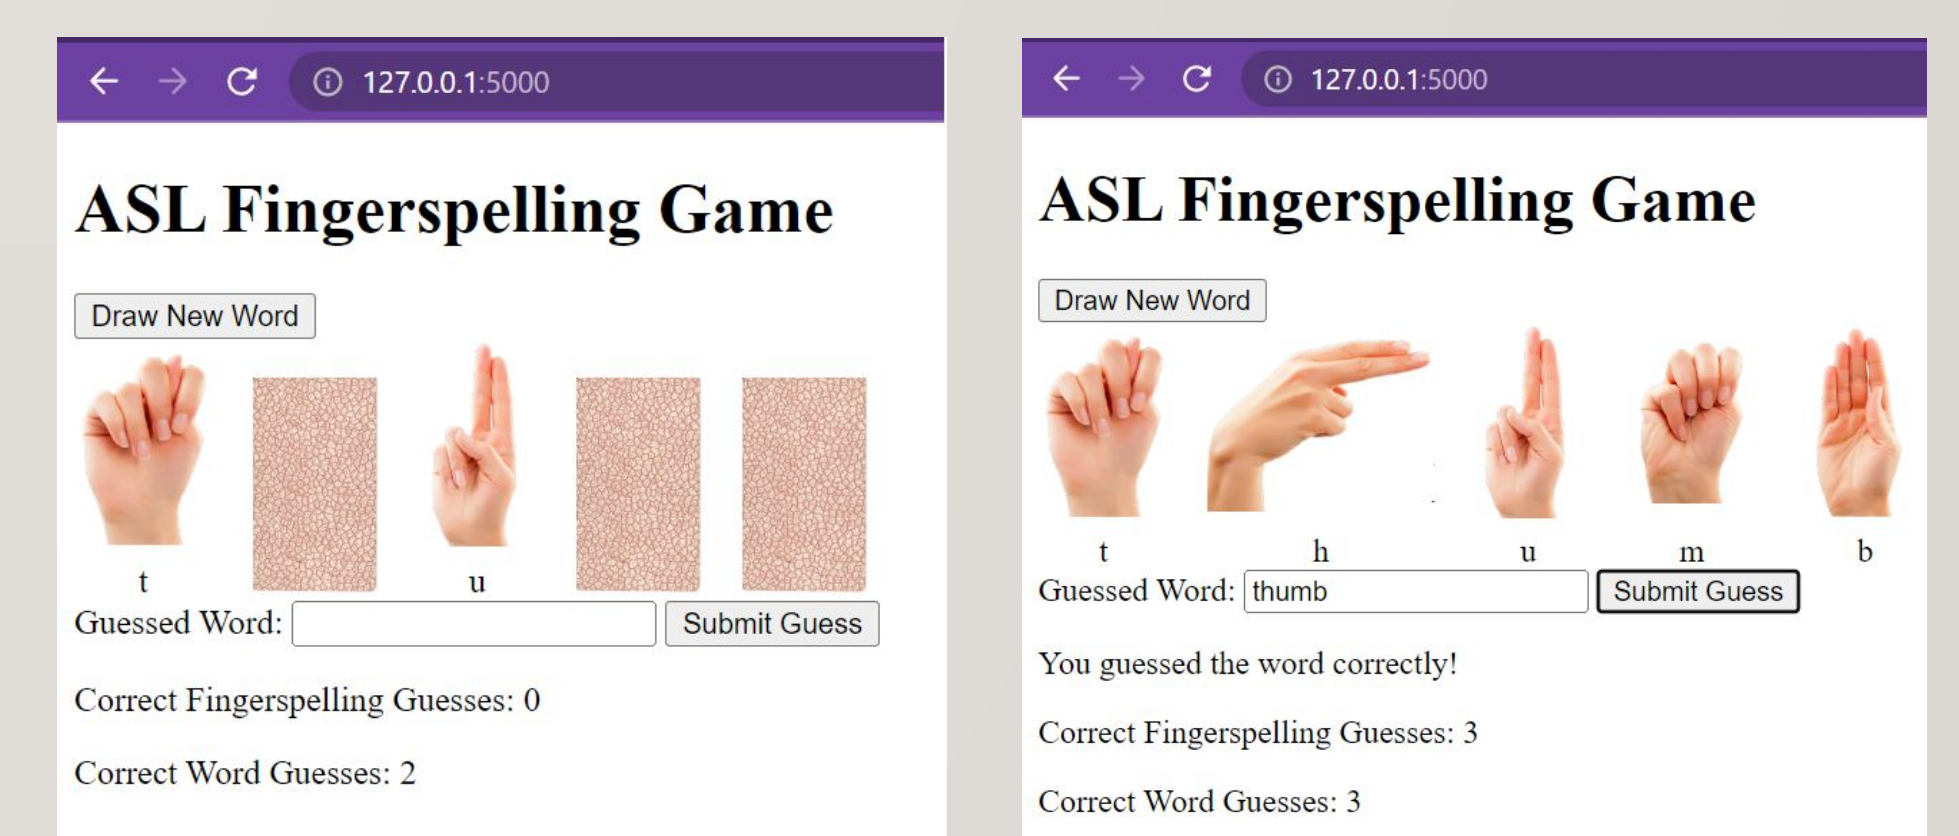 127.0.0.1:5000
ASL Fingerspelling Game
Draw New Word
t u
Guessed Word: Submit Guess
Correct Fingerspelling Guesses: 0
Correct Word Guesses: 2
127.0.0.1:5000
ASL Fingerspelling Game
Draw New Word
t h u m b
Guessed Word: thumb Submit Guess
You guessed the word correctly!
Correct Fingerspelling Guesses: 3
Correct Word Guesses: 3